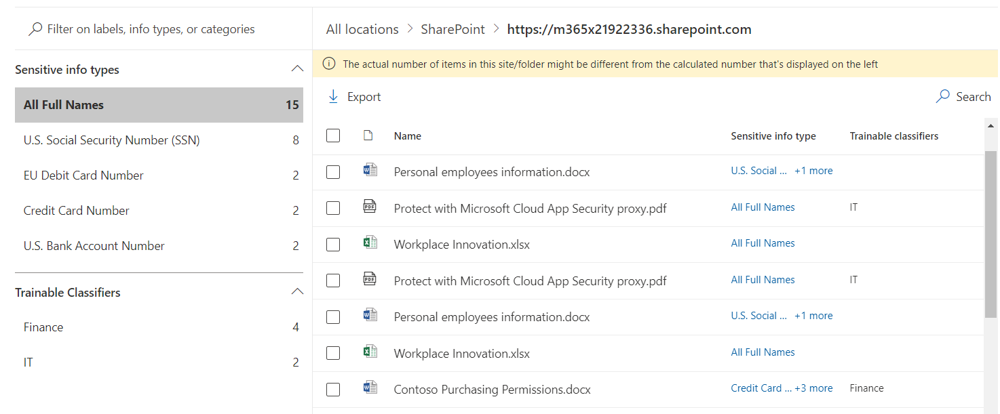 Filter on labels, info types, or categories
Sensitive info types
All Full Names 15
U.S. Social Security Number (SSN) 8
EU Debit Card Number 2
Credit Card Number 2
U.S. Bank Account Number 2
Trainable Classifiers
Finance 4
IT 2
All locations > SharePoint > https://m365x21922336.sharepoint.com
The actual number of items in this site/folder might be different from the calculated number that's displayed on the left
Export Search
Name Sensitive info type Trainable classifiers
Personal employees information.docx U.S. Social ... +1 more
PDF Protect with Microsoft Cloud App Security proxy.pdf All Full Names IT
Workplace Innovation.xlsx All Full Names
PDF Protect with Microsoft Cloud App Security proxy.pdf All Full Names IT
Personal employees information.docx U.S. Social ... +1 more
Workplace Innovation.xlsx All Full Names
Contoso Purchasing Permissions.docx Credit Card ... +3 more Finance